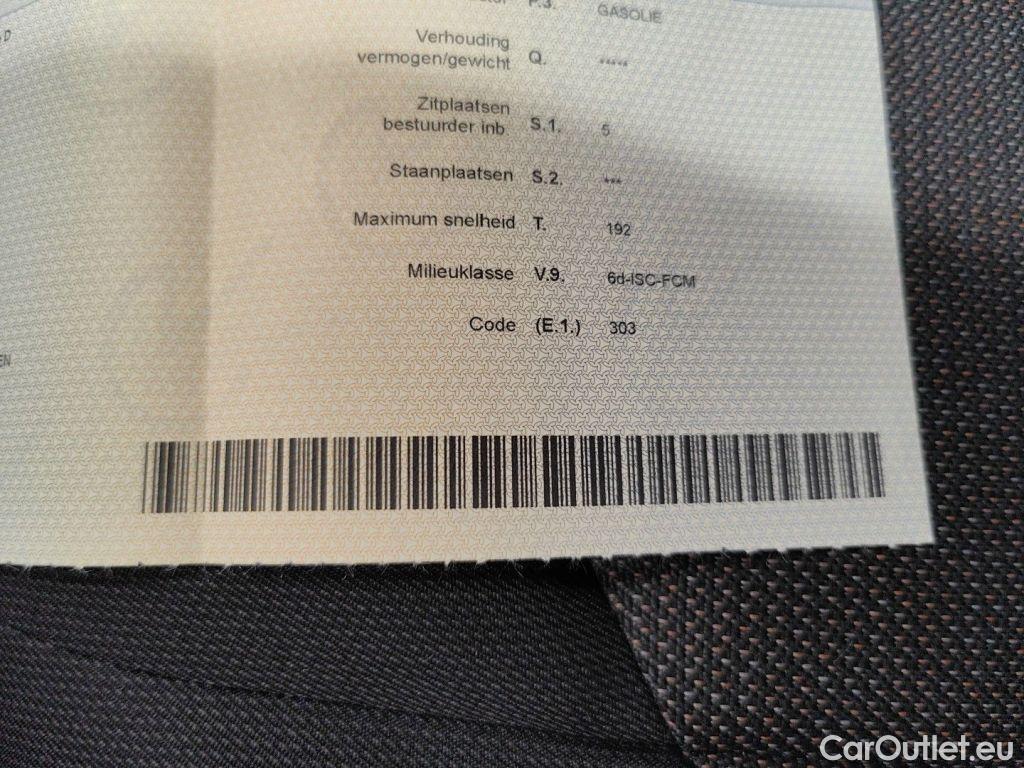 P.3. GASOLIE
Verhouding
vermogen/gewicht Q. *****
Zitplaatsen
bestuurder inb. S.1. 5
Staanplaatsen S.2. ***
Maximum snelheid T. 192
Milieuklasse V.9. 6d-ISC-FCM
Code (E.1.) 303
CarOutlet.eu